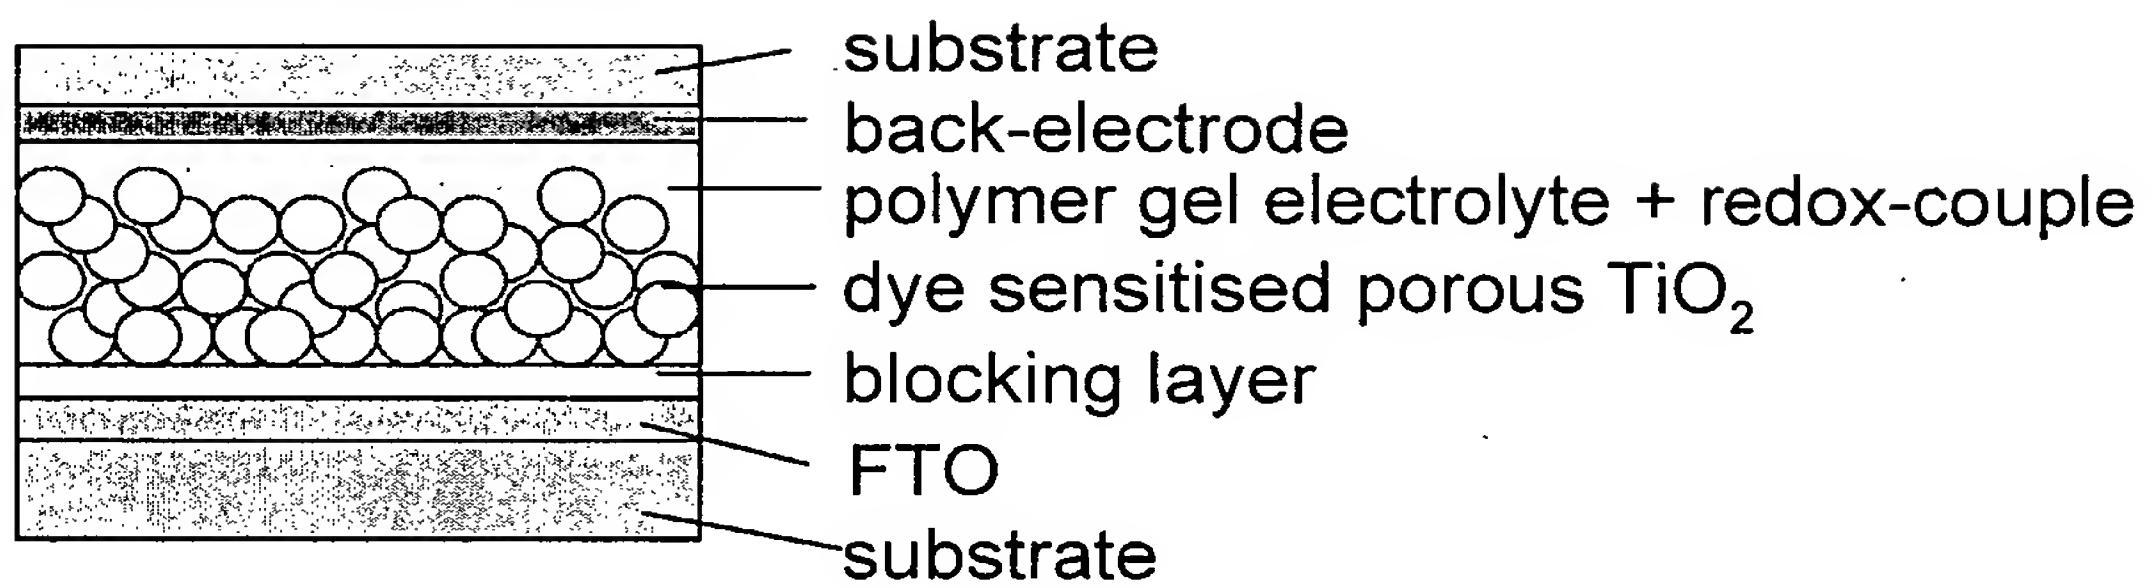 substrate
back-electrode
polymer gel electrolyte + redox-couple
dye sensitised porous TiO₂
blocking layer
FTO
substrate